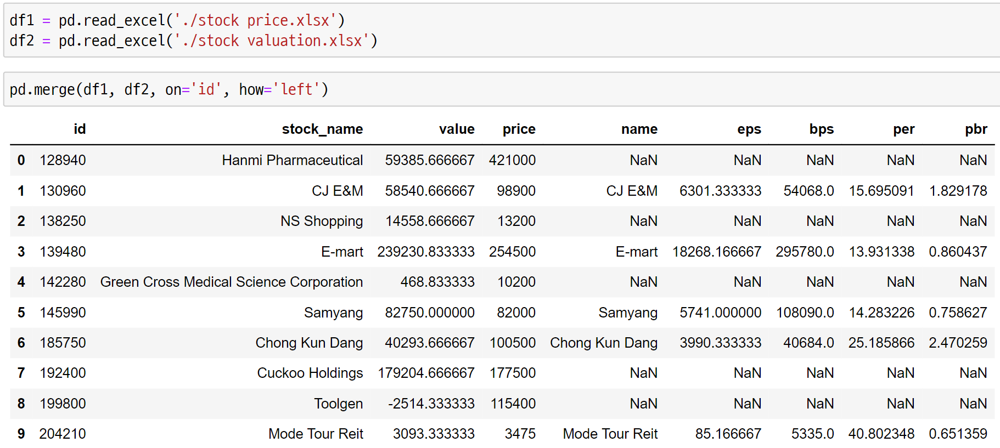 df1 = pd.read_excel('./stock price.xlsx')
df2 = pd.read_excel('./stock valuation.xlsx')
pd.merge(df1, df2, on='id', how='left')
id stock_name value price name eps bps per pbr
0 128940 Hanmi Pharmaceutical 59385.666667 421000 NaN NaN NaN NaN NaN
1 130960 CJ E&M 58540.666667 98900 CJ E&M 6301.333333 54068.0 15.695091 1.829178
2 138250 NS Shopping 14558.666667 13200 NaN NaN NaN NaN NaN
3 139480 E-mart 239230.833333 254500 E-mart 18268.166667 295780.0 13.931338 0.860437
4 142280 Green Cross Medical Science Corporation 468.833333 10200 NaN NaN NaN NaN NaN
5 145990 Samyang 82750.000000 82000 Samyang 5741.000000 108090.0 14.283226 0.758627
6 185750 Chong Kun Dang 40293.666667 100500 Chong Kun Dang 3990.333333 40684.0 25.185866 2.470259
7 192400 Cuckoo Holdings 179204.666667 177500 NaN NaN NaN NaN NaN
8 199800 Toolgen -2514.333333 115400 NaN NaN NaN NaN NaN
9 204210 Mode Tour Reit 3093.333333 3475 Mode Tour Reit 85.166667 5335.0 40.802348 0.651359